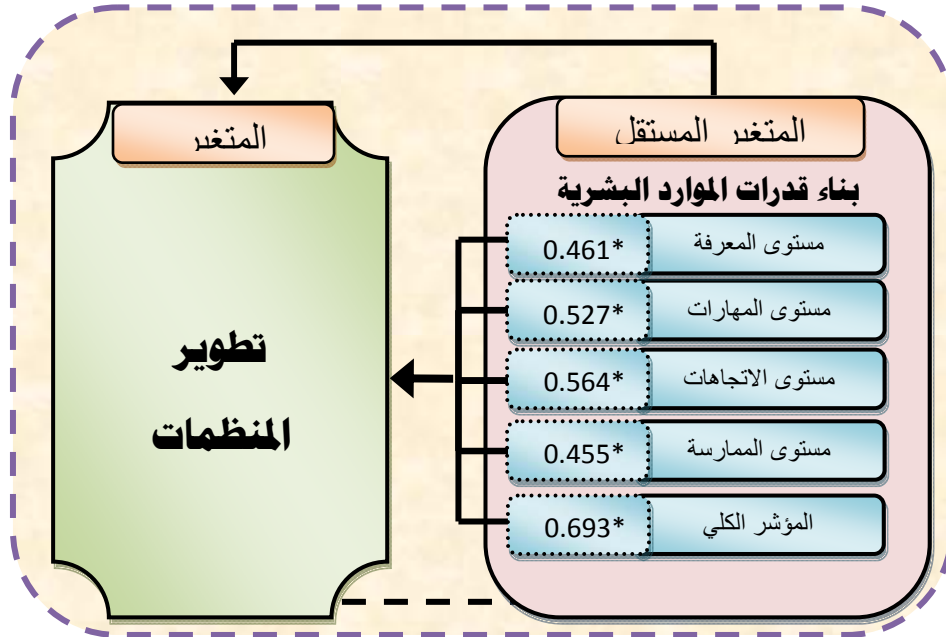 المتغير المستقل
بناء قدرات الموارد البشرية
مستوى المعرفة 0.461*
مستوى المهارات 0.527*
مستوى الاتجاهات 0.564*
مستوى الممارسة 0.455*
المؤشر الكلي 0.693*
المتغير
تطوير
المنظمات